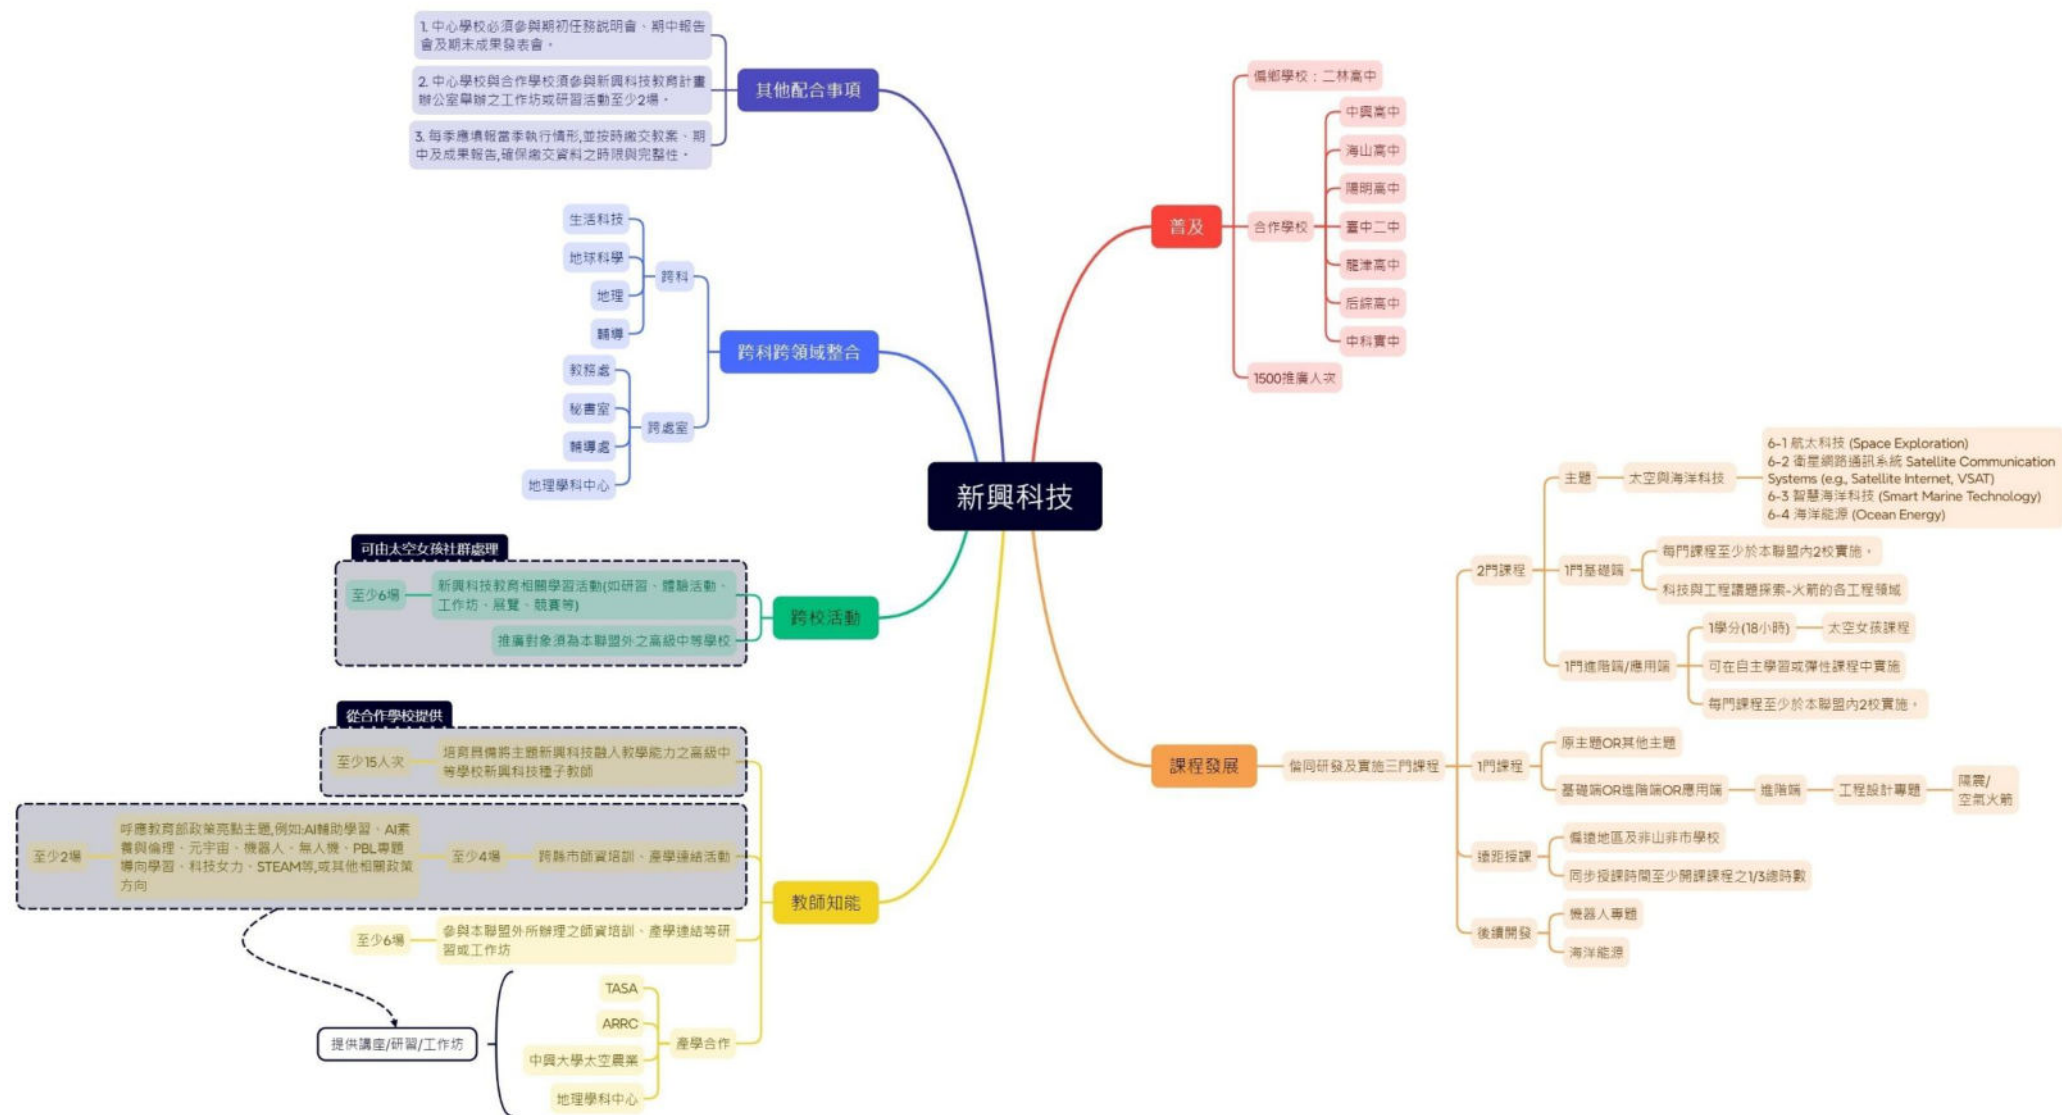 新興科技
普及
偏鄉學校：二林高中
合作學校
中興高中
海山高中
陽明高中
臺中二中
龍津高中
后綜高中
中科實中
1500推廣人次
課程發展
偕同研發及實施三門課程
2門課程
主題
太空與海洋科技
6-1 航太科技 (Space Exploration)
6-2 衛星網路通訊系統 Satellite Communication
Systems (e.g., Satellite Internet, VSAT)
6-3 智慧海洋科技 (Smart Marine Technology)
6-4 海洋能源 (Ocean Energy)
1門基礎端
每門課程至少於本聯盟內2校實施。
科技與工程議題探索-火箭的各工程領域
1門進階端/應用端
1學分(18小時)
太空女孩課程
可在自主學習或彈性課程中實施
每門課程至少於本聯盟內2校實施。
1門課程
原主題OR其他主題
基礎端OR進階端OR應用端
進階端
工程設計專題
隔震/
空氣火箭
遠距授課
偏遠地區及非山非市學校
同步授課時間至少開課課程之1/3總時數
後續開發
機器人專題
海洋能源
其他配合事項
1. 中心學校必須參與期初任務說明會、期中報告
會及期末成果發表會。
2. 中心學校與合作學校須參與新興科技教育計畫
辦公室舉辦之工作坊或研習活動至少2場。
3. 每季應填報當季執行情形,並按時繳交教案、期
中及成果報告,確保繳交資料之時限與完整性。
跨科跨領域整合
跨科
生活科技
地球科學
地理
輔導
跨處室
教務處
秘書室
輔導處
地理學科中心
跨校活動
可由太空女孩社群處理
新興科技教育相關學習活動(如研習、體驗活動、
工作坊、展覽、競賽等)
至少6場
推廣對象須為本聯盟外之高級中等學校
教師知能
從合作學校提供
培育具備將主題新興科技融入教學能力之高級中
等學校新興科技種子教師
至少15人次
跨縣市師資培訓、產學連結活動
至少4場
呼應教育部政策亮點主題,例如:AI輔助學習、AI素
養與倫理、元宇宙、機器人、無人機、PBL專題
導向學習、科技女力、STEAM等,或其他相關政策
方向
至少2場
參與本聯盟外所辦理之師資培訓、產學連結等研
習或工作坊
至少6場
產學合作
TASA
ARRC
中興大學太空農業
地理學科中心
提供講座/研習/工作坊